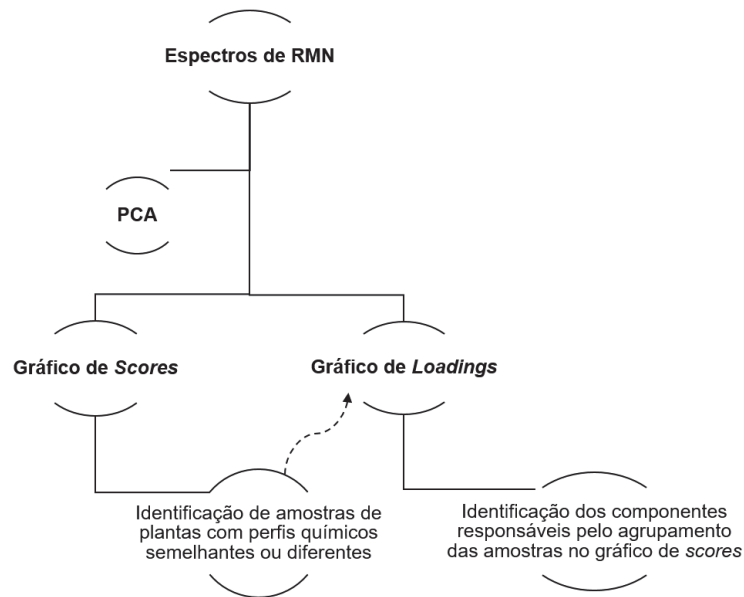 Espectros de RMN
PCA
Gráfico de Scores
Gráfico de Loadings
Identificação de amostras de
plantas com perfis químicos
semelhantes ou diferentes
Identificação dos componentes
responsáveis pelo agrupamento
das amostras no gráfico de scores